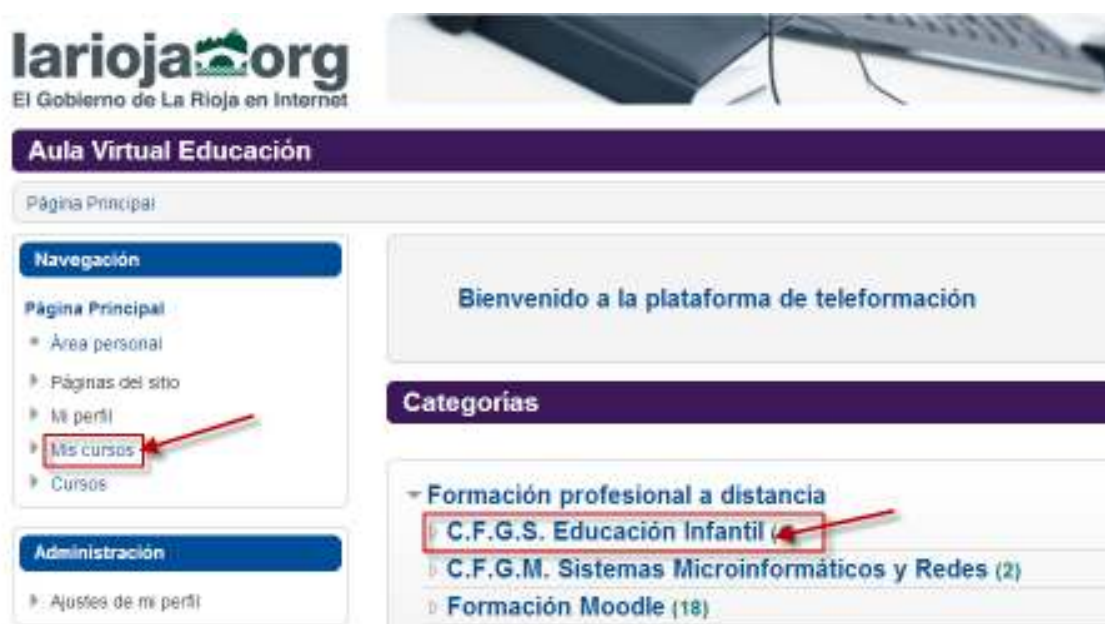 larioja.org
El Gobierno de La Rioja en Internet
Aula Virtual Educación
Página Principal
Navegación
Página Principal
Área personal
Páginas del sitio
Mi perfil
Mis cursos
Cursos
Administración
Ajustes de mi perfil
Bienvenido a la plataforma de teleformación
Categorías
Formación profesional a distancia
C.F.G.S. Educación Infantil (
C.F.G.M. Sistemas Microinformáticos y Redes (2)
Formación Moodle (18)